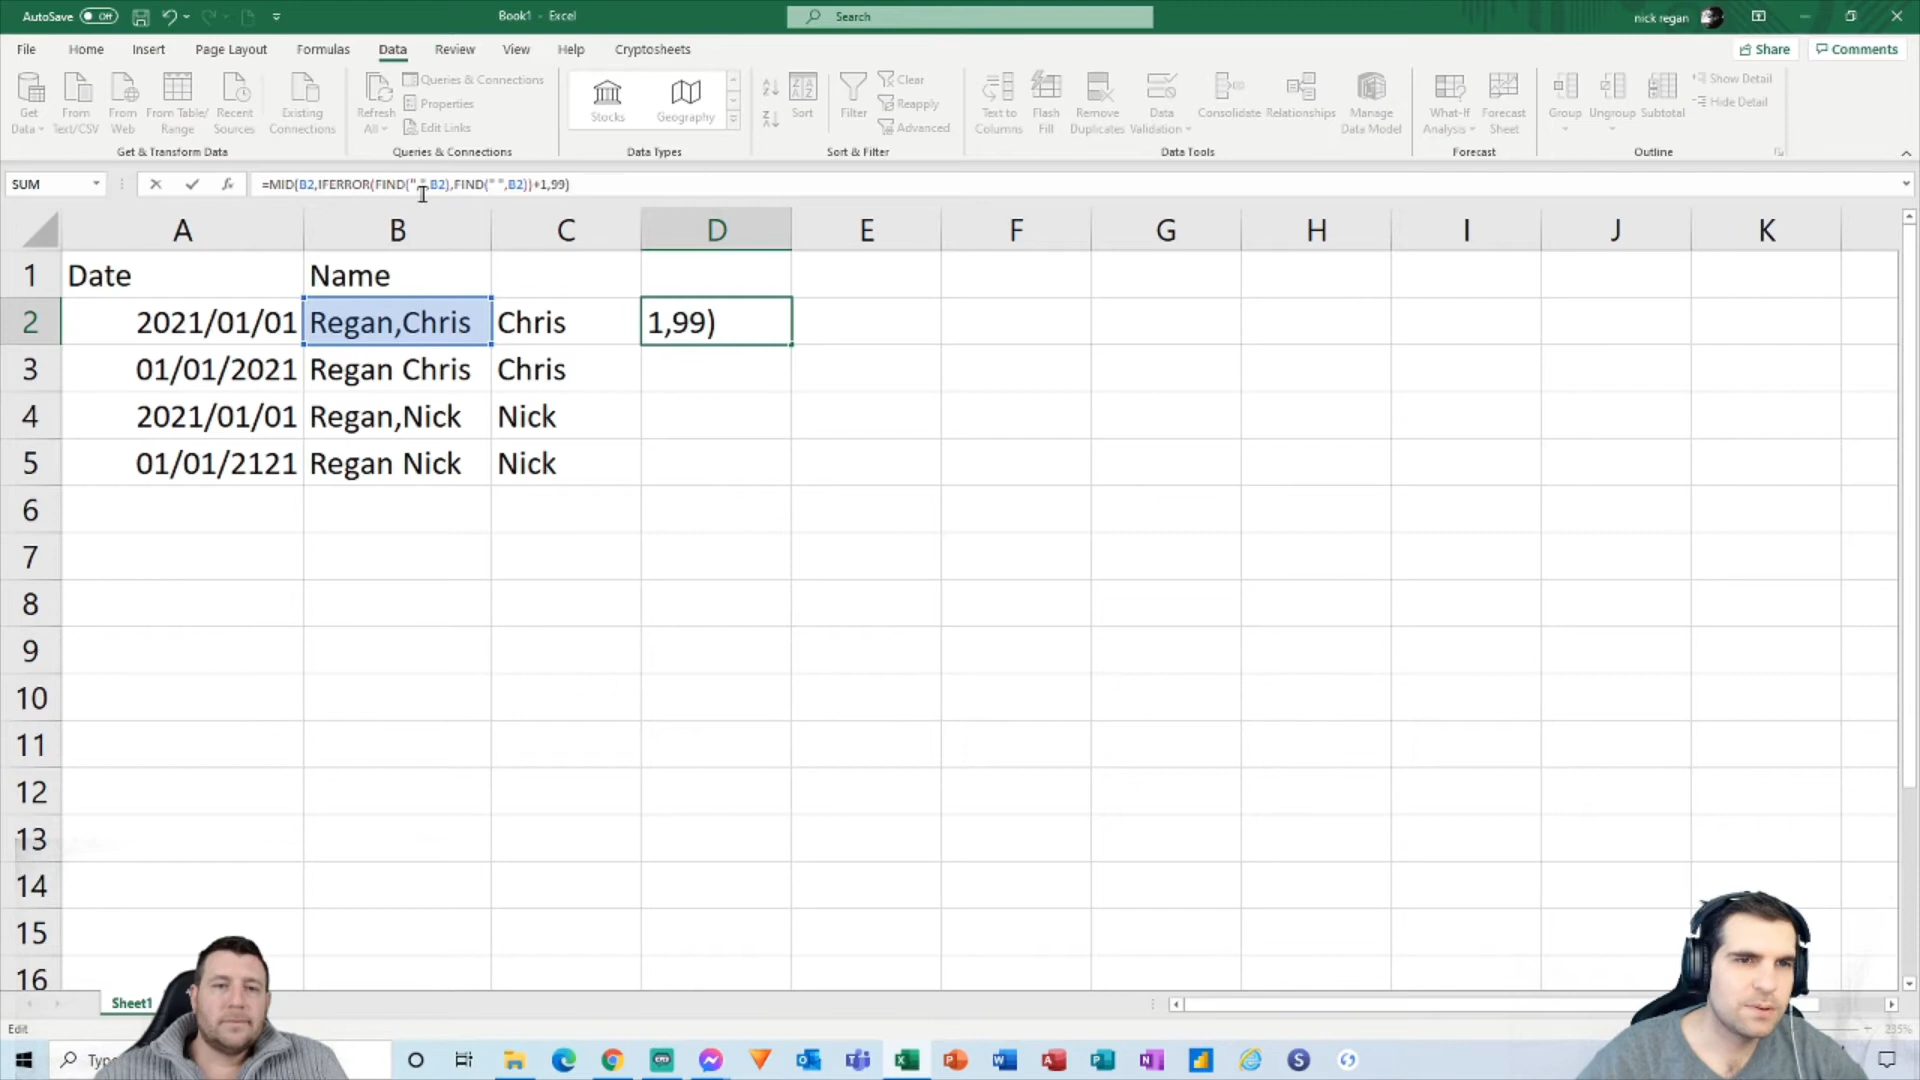 AutoSave Off Book1 - Excel Search nick regan
File Home Insert Page Layout Formulas Data Review View Help Cryptosheets Share Comments
Get Data From Text/CSV From Web From Table/ Range Recent Sources Existing Connections
Get & Transform Data
Refresh All Queries & Connections
Properties
Edit Links
Queries & Connections
Stocks Geography
Data Types
Sort Filter Clear
Reapply
Advanced
Sort & Filter
Text to Columns Flash Fill Remove Duplicates Data Validation Consolidate Relationships Manage Data Model
Data Tools
What-If Analysis Forecast Sheet
Forecast
Group Ungroup Subtotal Show Detail
Hide Detail
Outline
SUM fx =MID(B2,IFERROR(FIND(" ",B2),FIND(" ",B2))+1,99)
A B C D E F G H I J K
1 Date Name
2 2021/01/01 Regan,Chris Chris 1,99)
3 01/01/2021 Regan Chris Chris
4 2021/01/01 Regan,Nick Nick
5 01/01/2121 Regan Nick Nick
6
7
8
9
10
11
12
13
14
15
16
Sheet1
Edit 235%
Typ